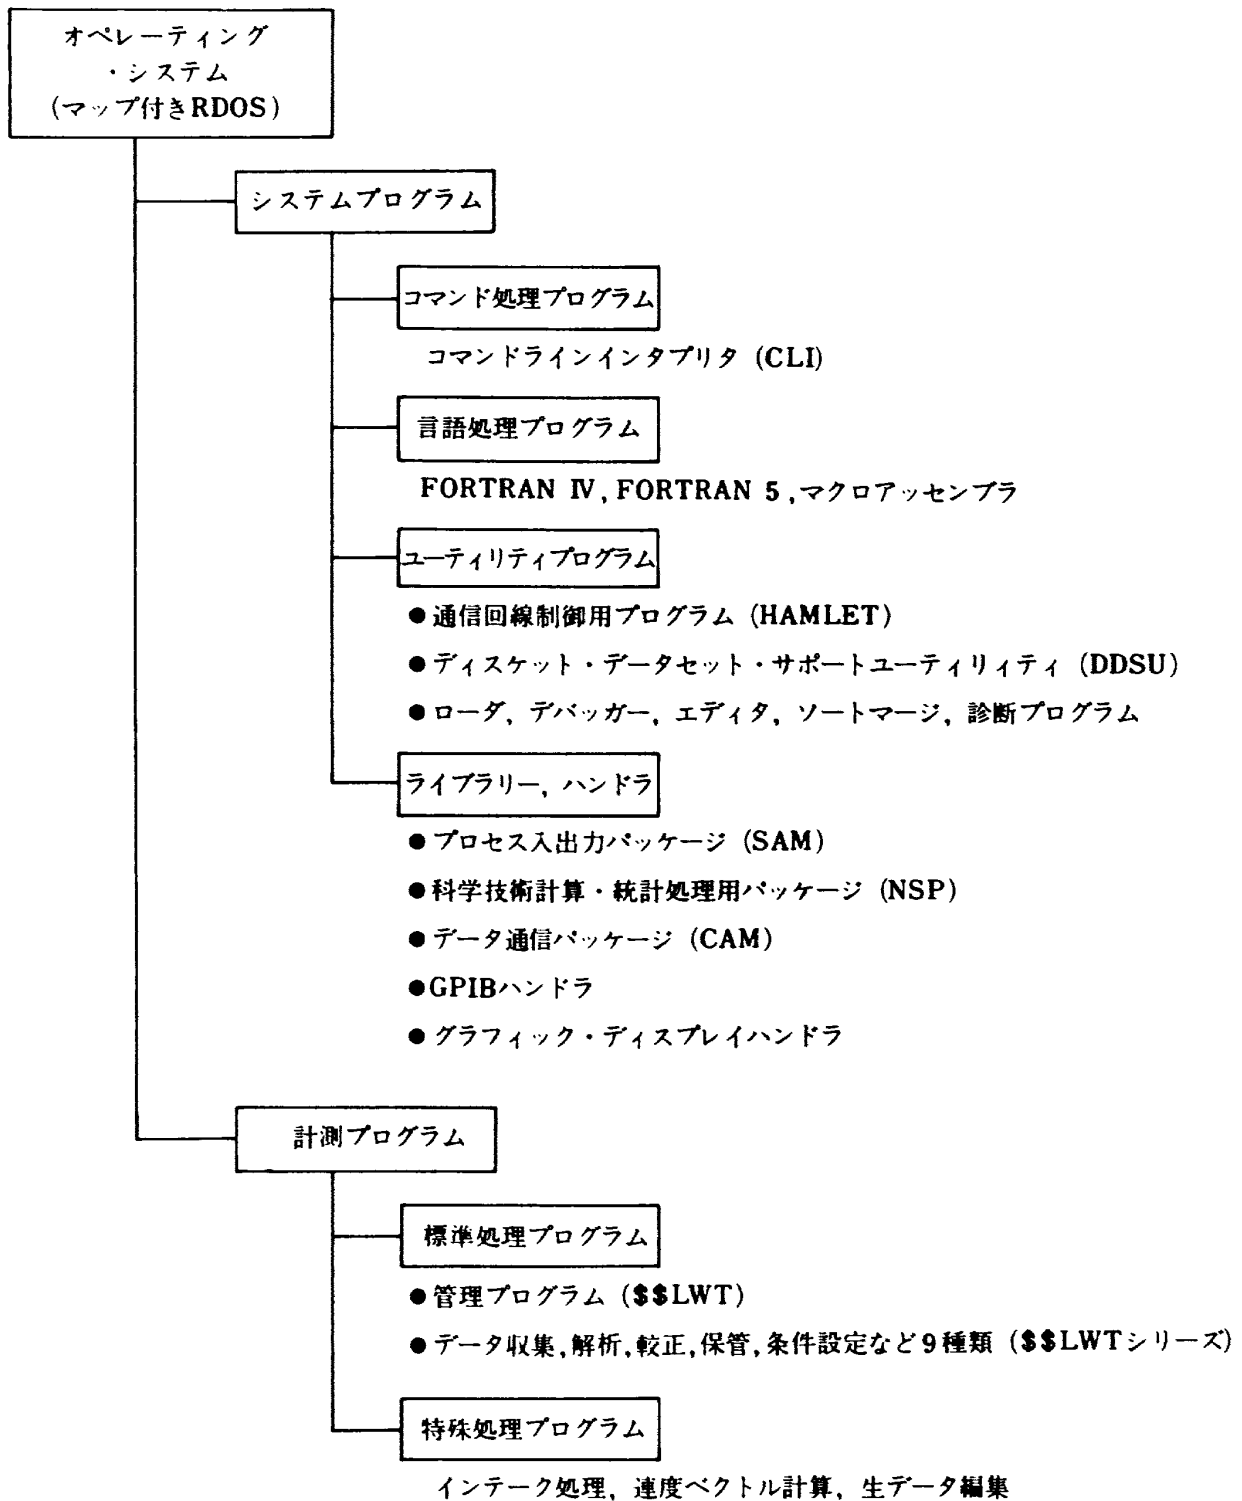 オペレーティング
・システム
(マップ付きRDOS)
システムプログラム
コマンド処理プログラム
コマンドラインインタプリタ (CLI)
言語処理プログラム
FORTRAN Ⅳ, FORTRAN 5, マクロアッセンブラ
ユーティリティプログラム
●通信回線制御用プログラム (HAMLET)
●ディスケット・データセット・サポートユーティリィティ (DDSU)
●ローダ, デバッガー, エディタ, ソートマージ, 診断プログラム
ライブラリー, ハンドラ
●プロセス入出力パッケージ (SAM)
●科学技術計算・統計処理用パッケージ (NSP)
●データ通信パッケージ (CAM)
●GPIBハンドラ
●グラフィック・ディスプレイハンドラ
計測プログラム
標準処理プログラム
●管理プログラム ($$LWT)
●データ収集, 解析, 較正, 保管, 条件設定など9種類 ($$LWTシリーズ)
特殊処理プログラム
インテーク処理, 速度ベクトル計算, 生データ編集